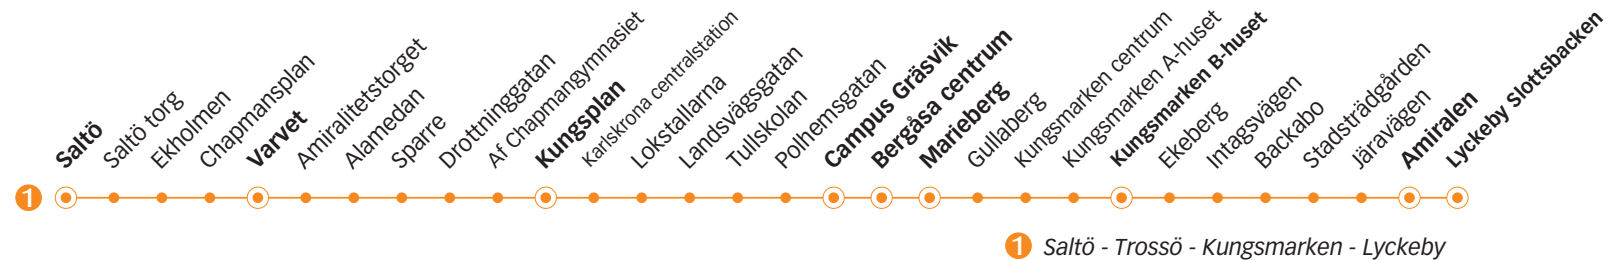 Saltö
Saltö torg
Ekholmen
Chapmansplan
Varvet
Amiralitetstorget
Alamedan
Sparre
Drottninggatan
Af Chapmangymnasiet
Kungsplan
Karlskrona centralstation
Lokstallarna
Landsvägsgatan
Tullskolan
Polhemsgatan
Campus Gräsvik
Bergåsa centrum
Marieberg
Gullaberg
Kungsmarken centrum
Kungsmarken A-huset
Kungsmarken B-huset
Ekeberg
Intagsvägen
Backabo
Stadsträdgården
Järavägen
Amiralen
Lyckeby Slottsbacken
1
1 Saltö - Trossö - Kungsmarken - Lyckeby